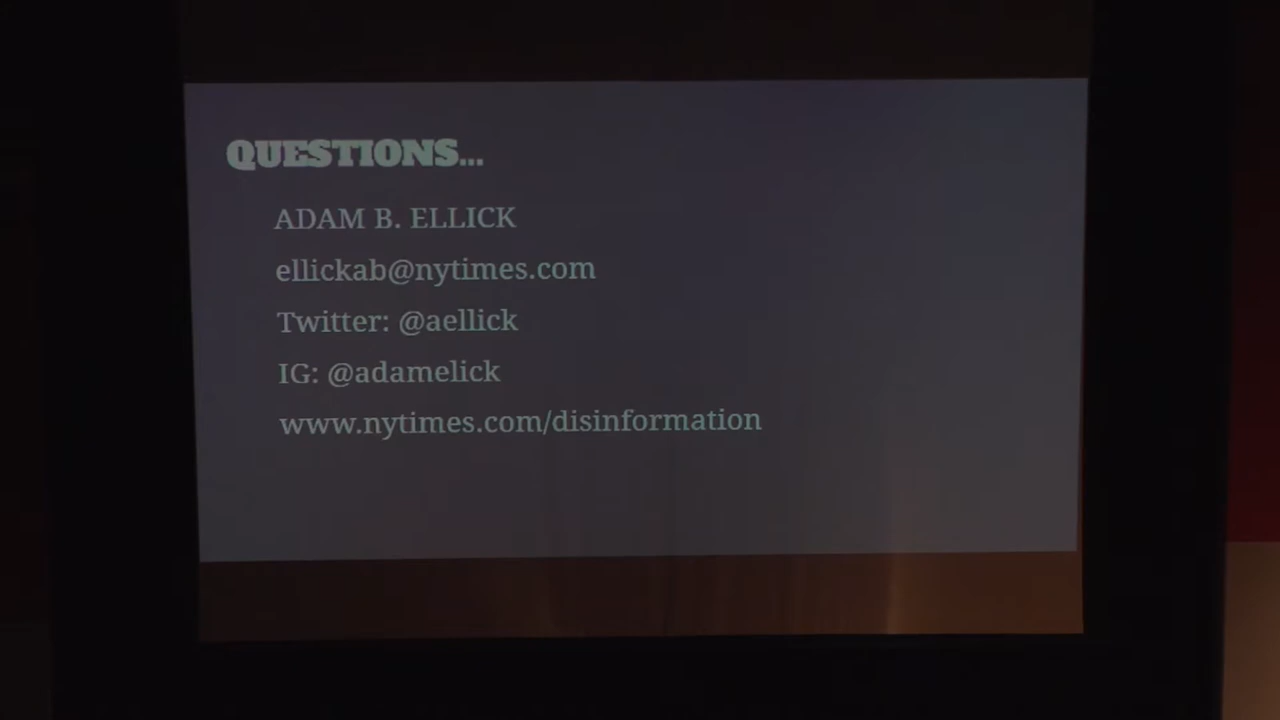 QUESTIONS...
ADAM B. ELLICK
ellickab@nytimes.com
Twitter: @aellick
IG: @adamelick
www.nytimes.com/disinformation